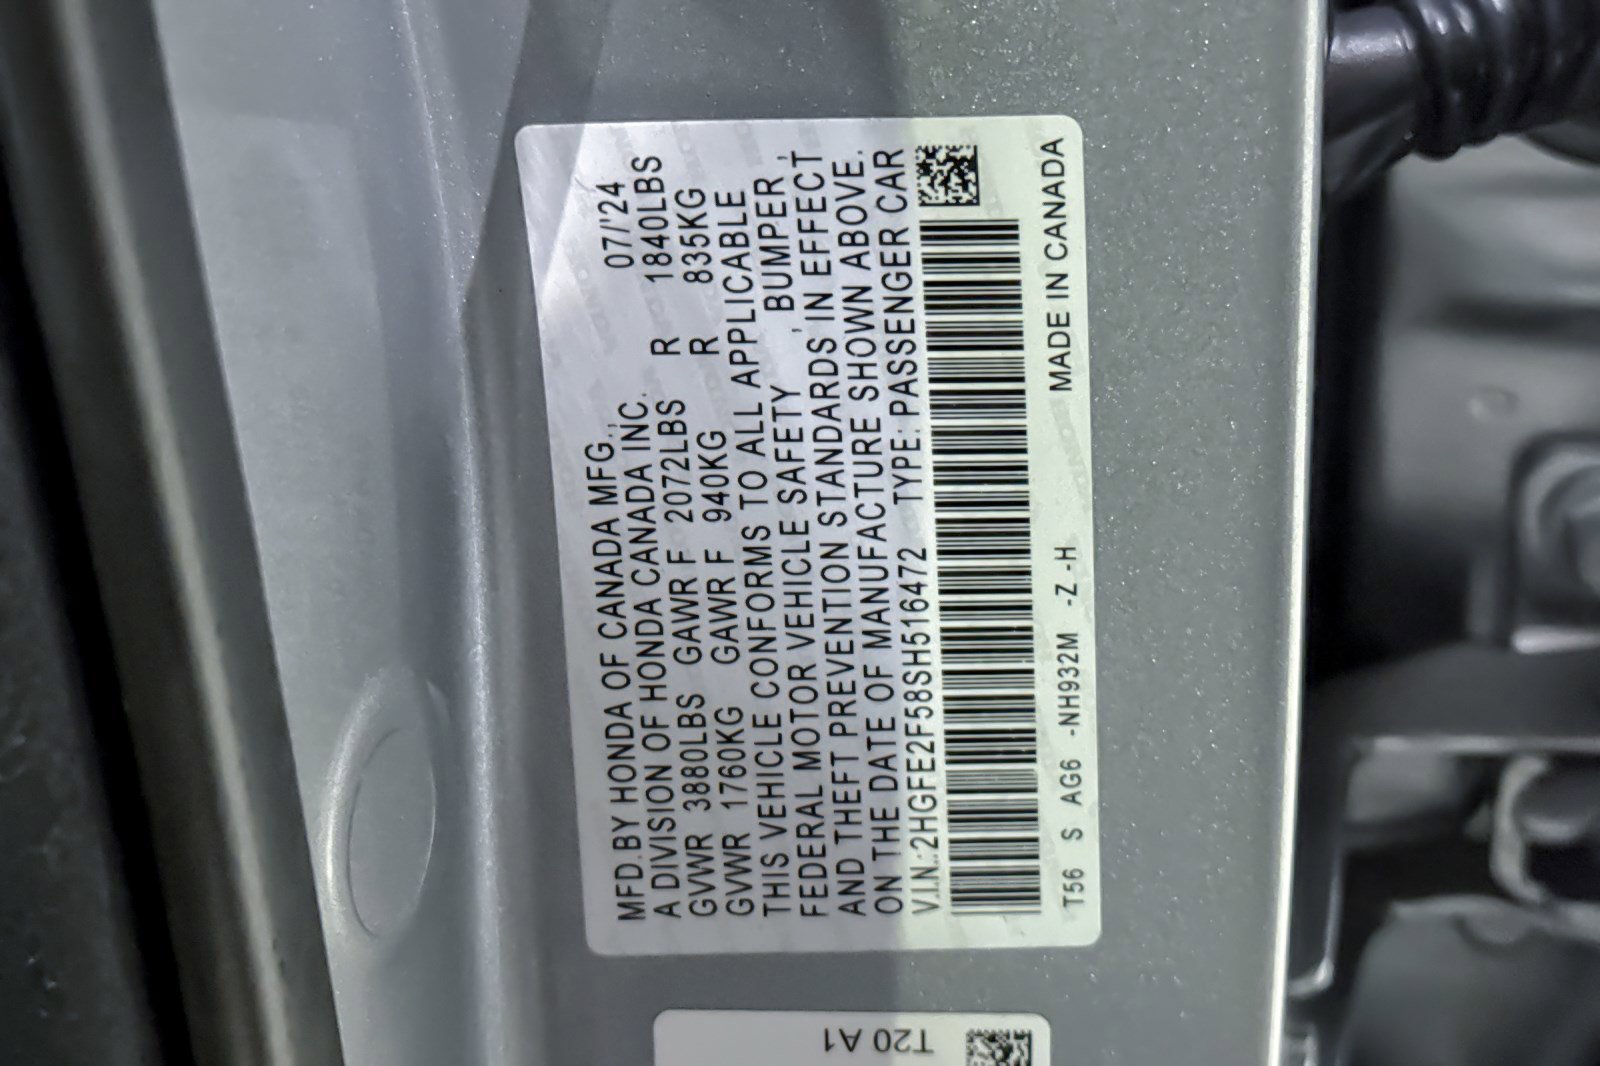 MFD.BY HONDA OF CANADA MFG., 07/'24
A DIVISION OF HONDA CANADA INC.
GVWR 3880LBS GAWR F 2072LBS R 1840LBS
GVWR 1760KG GAWR F 940KG R 835KG
THIS VEHICLE CONFORMS TO ALL APPLICABLE
FEDERAL MOTOR VEHICLE SAFETY , BUMPER ,
AND THEFT PREVENTION STANDARDS IN EFFECT
ON THE DATE OF MANUFACTURE SHOWN ABOVE.
V.I.N.:2HGFE2F58SH516472 TYPE: PASSENGER CAR
MADE IN CANADA
T56 S AG6 -NH932M -Z -H
T20 A1